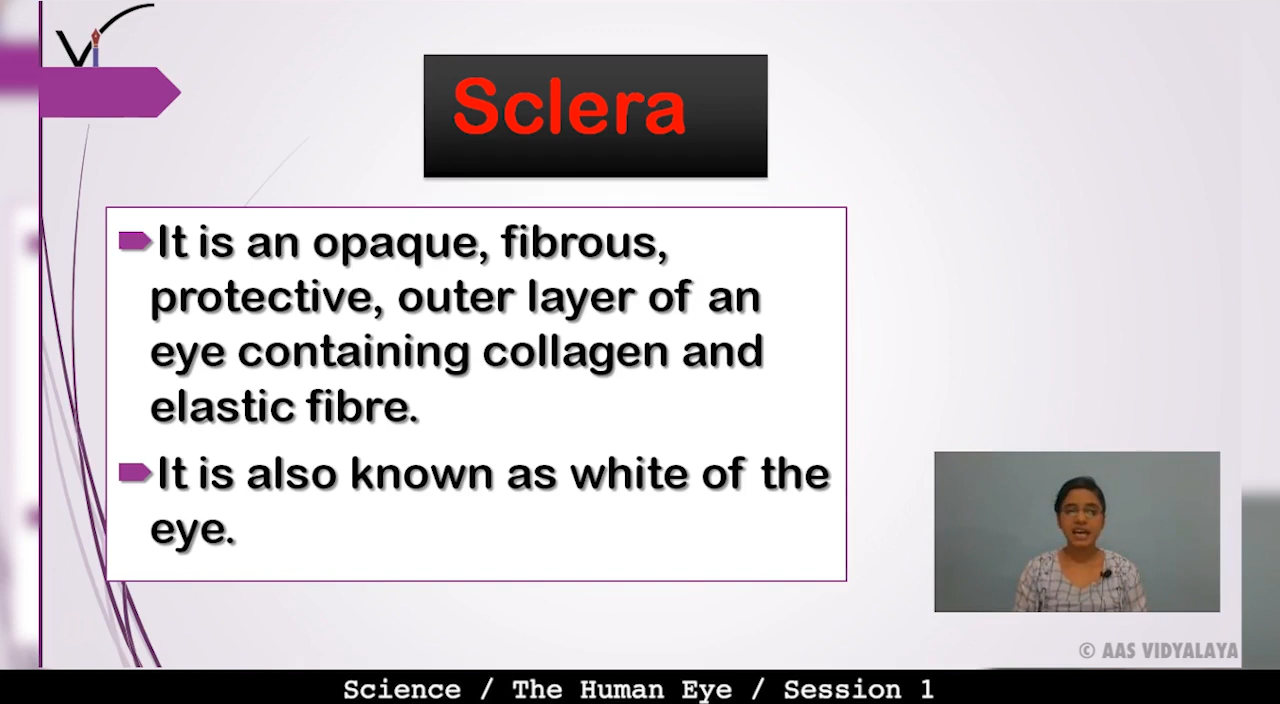 Sclera
It is an opaque, fibrous,
protective, outer layer of an
eye containing collagen and
elastic fibre.
It is also known as white of the
eye.
© AAS VIDYALAYA
Science / The Human Eye / Session 1